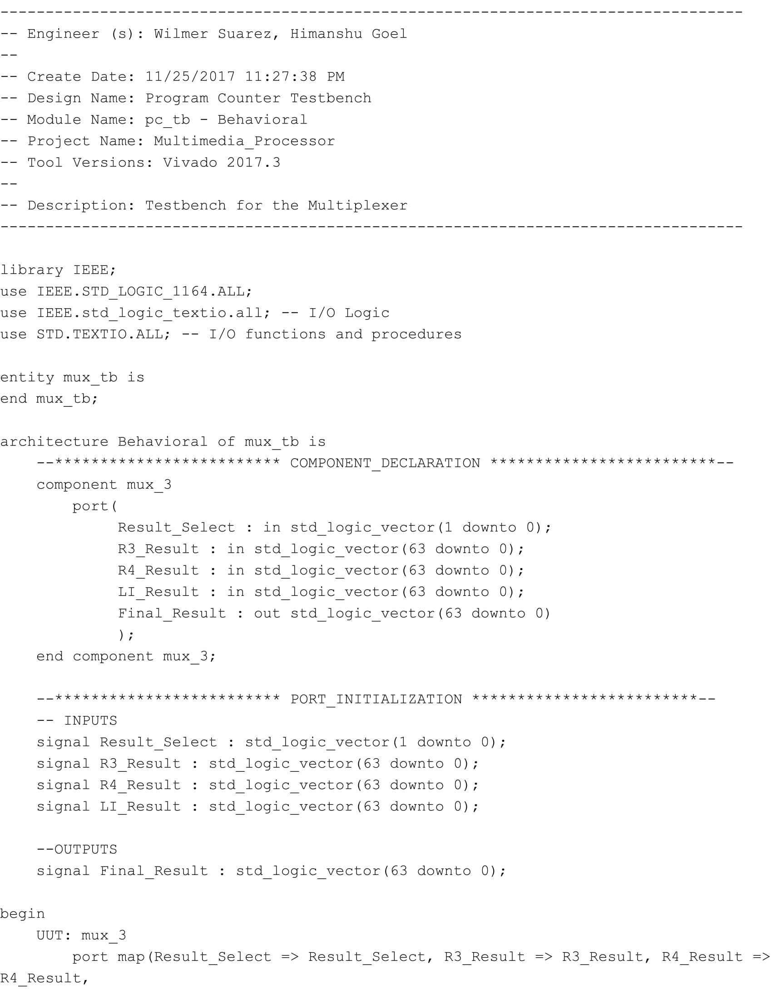 ----------------------------------------------------------------------------------
-- Engineer (s): Wilmer Suarez, Himanshu Goel
--
-- Create Date: 11/25/2017 11:27:38 PM
-- Design Name: Program Counter Testbench
-- Module Name: pc_tb - Behavioral
-- Project Name: Multimedia_Processor
-- Tool Versions: Vivado 2017.3
--
-- Description: Testbench for the Multiplexer
----------------------------------------------------------------------------------

library IEEE;
use IEEE.STD_LOGIC_1164.ALL;
use IEEE.std_logic_textio.all; -- I/O Logic
use STD.TEXTIO.ALL; -- I/O functions and procedures

entity mux_tb is
end mux_tb;

architecture Behavioral of mux_tb is
    --************************* COMPONENT_DECLARATION *************************--
    component mux_3
        port(
             Result_Select : in std_logic_vector(1 downto 0);
             R3_Result : in std_logic_vector(63 downto 0);
             R4_Result : in std_logic_vector(63 downto 0);
             LI_Result : in std_logic_vector(63 downto 0);
             Final_Result : out std_logic_vector(63 downto 0)
             );
    end component mux_3;

    --************************* PORT_INITIALIZATION *************************--
    -- INPUTS
    signal Result_Select : std_logic_vector(1 downto 0);
    signal R3_Result : std_logic_vector(63 downto 0);
    signal R4_Result : std_logic_vector(63 downto 0);
    signal LI_Result : std_logic_vector(63 downto 0);

    --OUTPUTS
    signal Final_Result : std_logic_vector(63 downto 0);

begin
    UUT: mux_3
        port map(Result_Select => Result_Select, R3_Result => R3_Result, R4_Result =>
R4_Result,